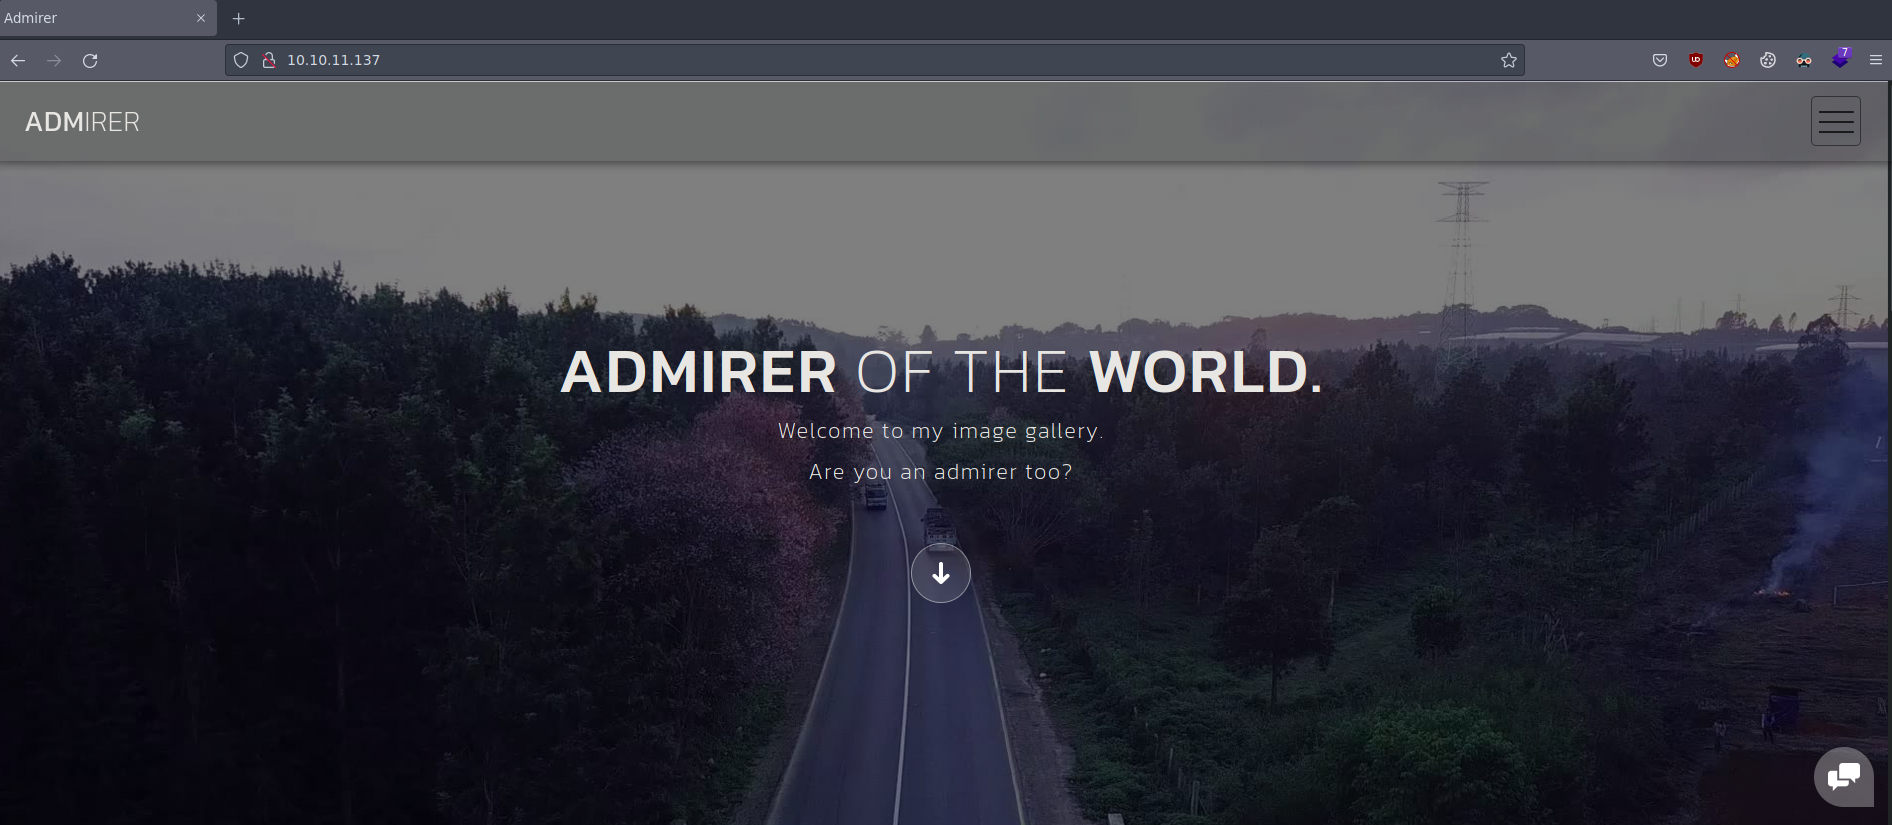 Admirer
10.10.11.137
7
ADMIRER
ADMIRER OF THE WORLD.
Welcome to my image gallery.
Are you an admirer too?